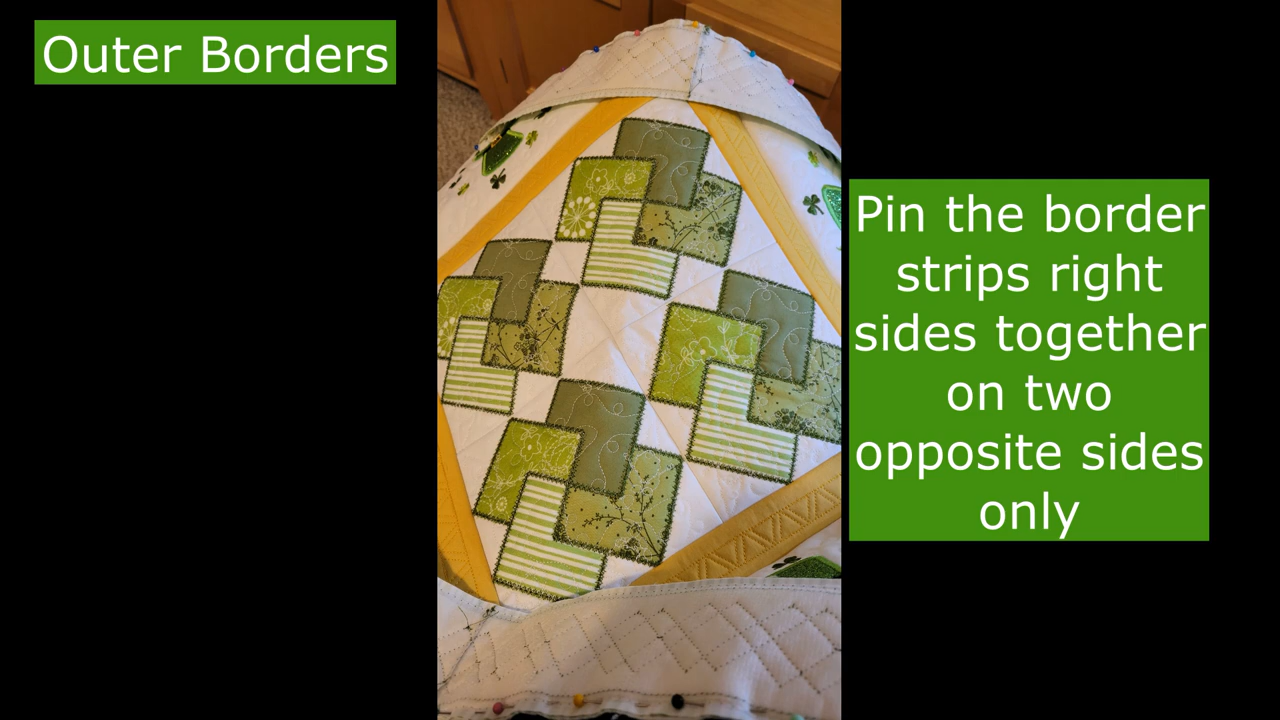 Outer Borders
Pin the border
strips right
sides together
on two
opposite sides
only